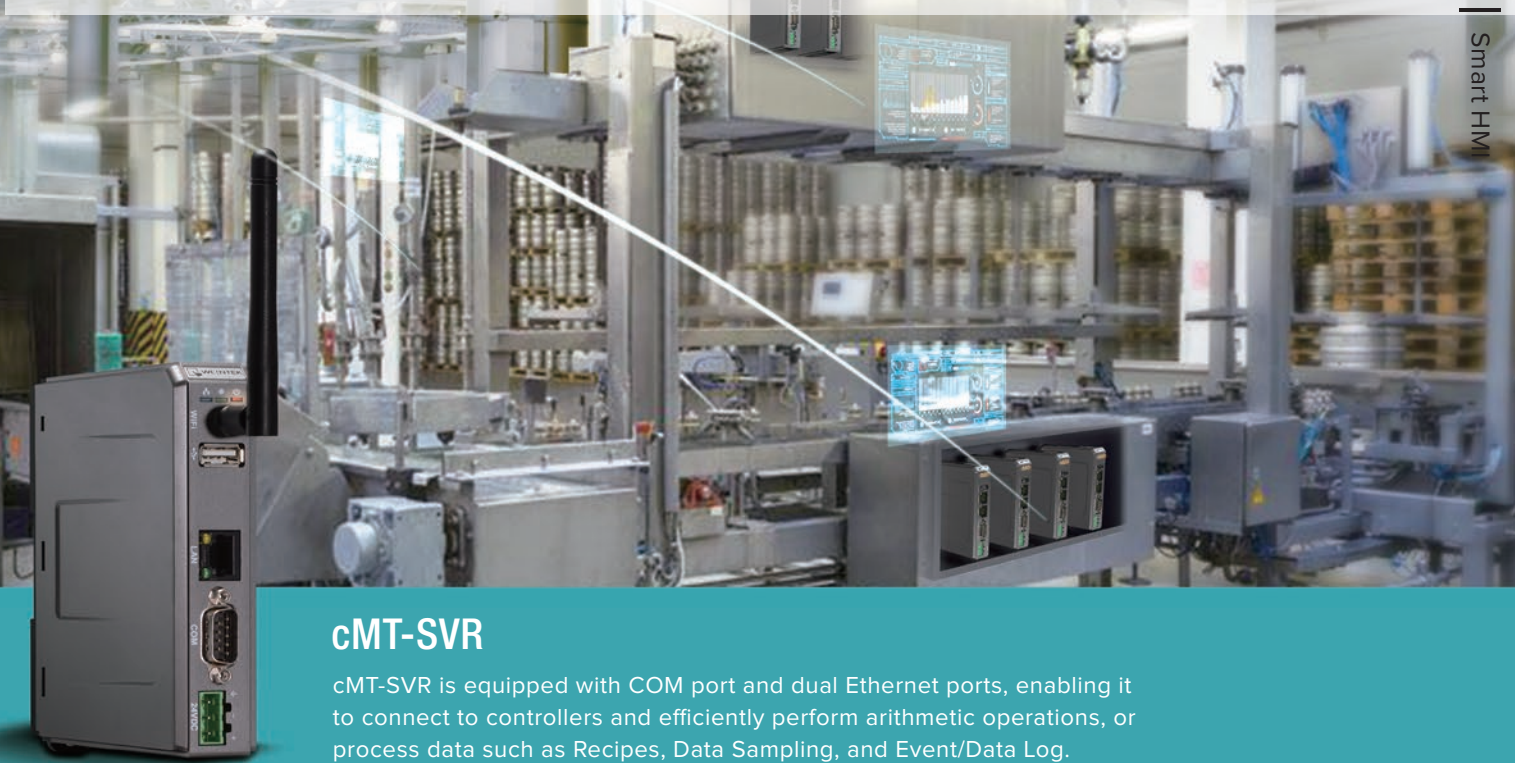 Smart HMI
WEINTEK
WIFI
LAN
COM
24VDC
cMT-SVR
cMT-SVR is equipped with COM port and dual Ethernet ports, enabling it
to connect to controllers and efficiently perform arithmetic operations, or
process data such as Recipes, Data Sampling, and Event/Data Log.